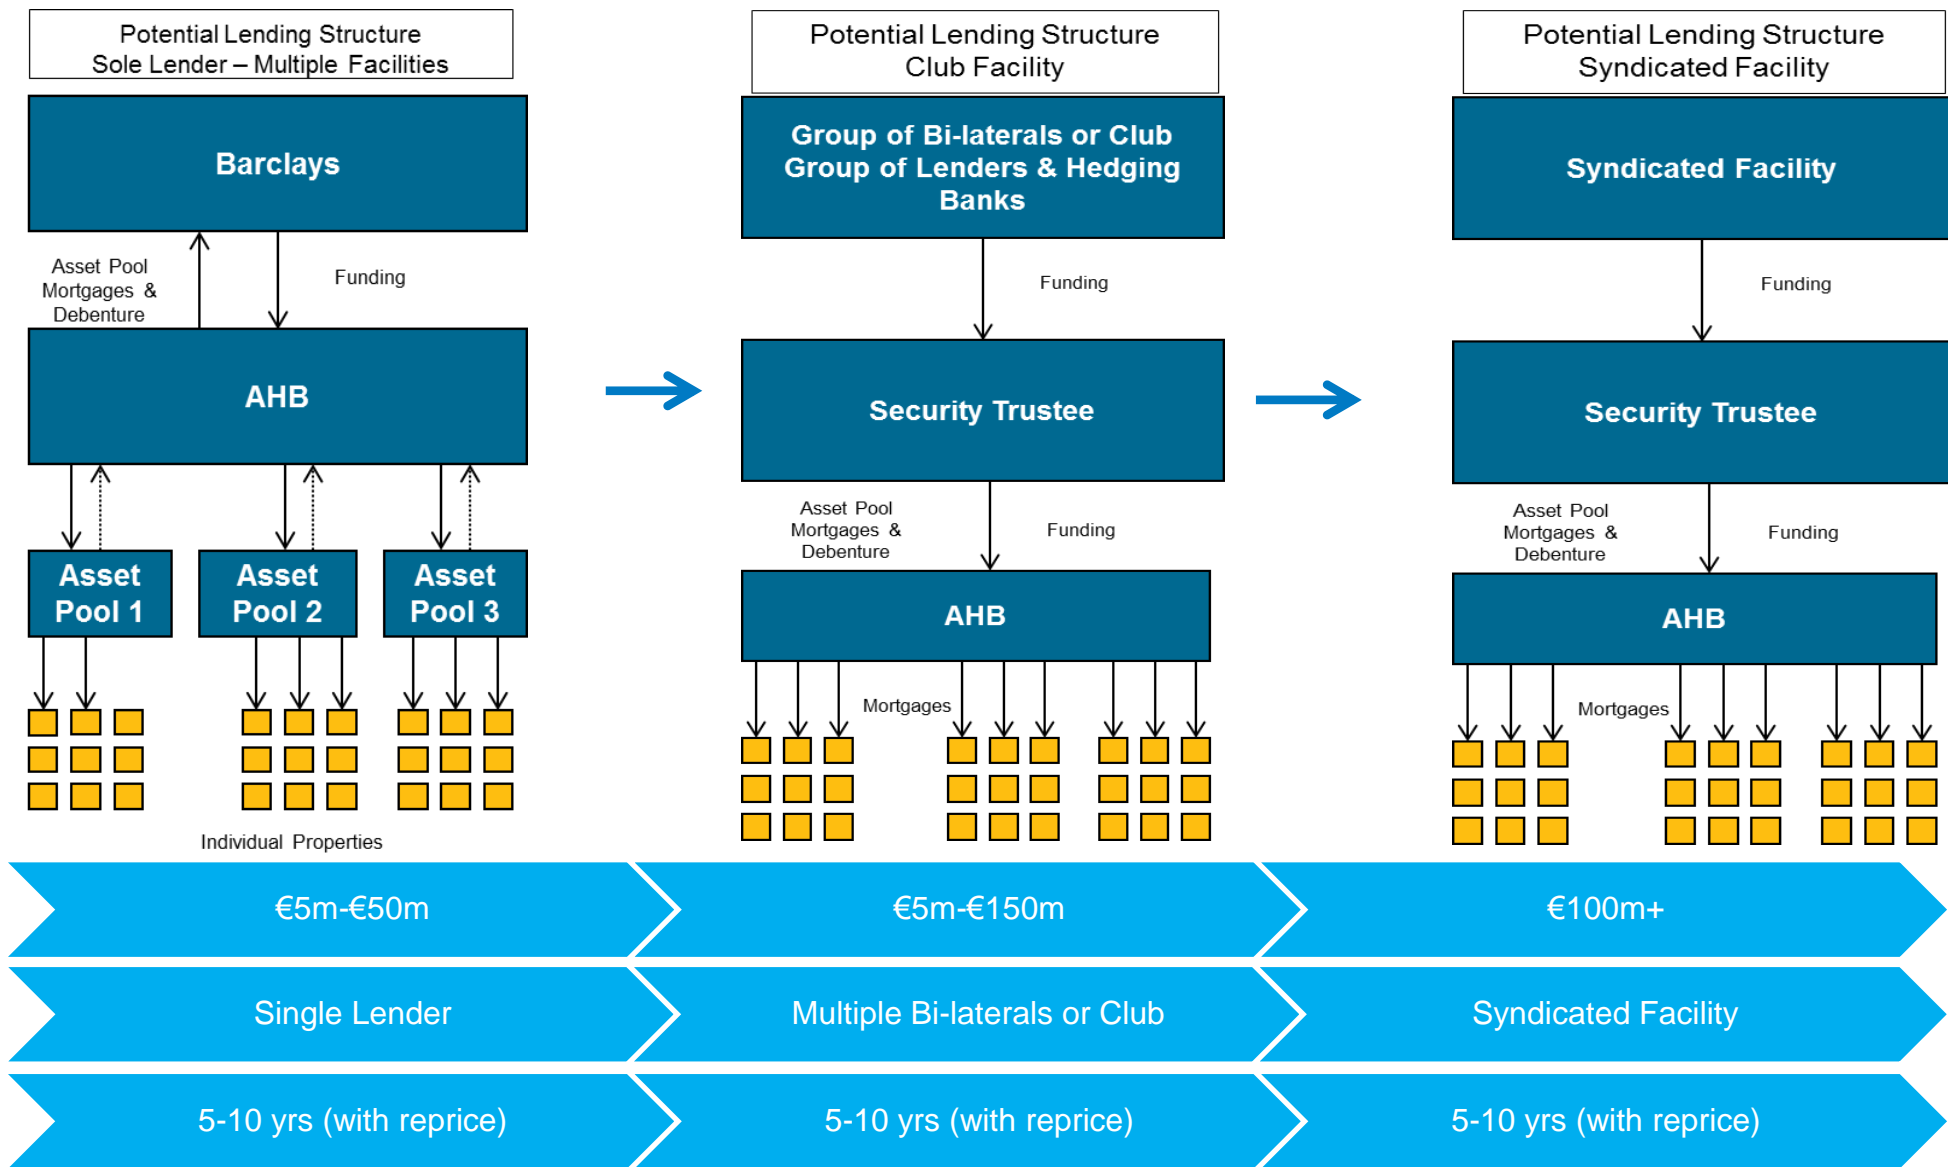 Potential Lending Structure
Sole Lender – Multiple Facilities
Barclays
Asset Pool
Mortgages &
Debenture
Funding
AHB
Asset
Pool 1
Asset
Pool 2
Asset
Pool 3
Individual Properties
Potential Lending Structure
Club Facility
Group of Bi-laterals or Club
Group of Lenders & Hedging
Banks
Funding
Security Trustee
Asset Pool
Mortgages &
Debenture
Funding
AHB
Mortgages
Potential Lending Structure
Syndicated Facility
Syndicated Facility
Funding
Security Trustee
Asset Pool
Mortgages &
Debenture
Funding
AHB
Mortgages
€5m-€50m
€5m-€150m
€100m+
Single Lender
Multiple Bi-laterals or Club
Syndicated Facility
5-10 yrs (with reprice)
5-10 yrs (with reprice)
5-10 yrs (with reprice)